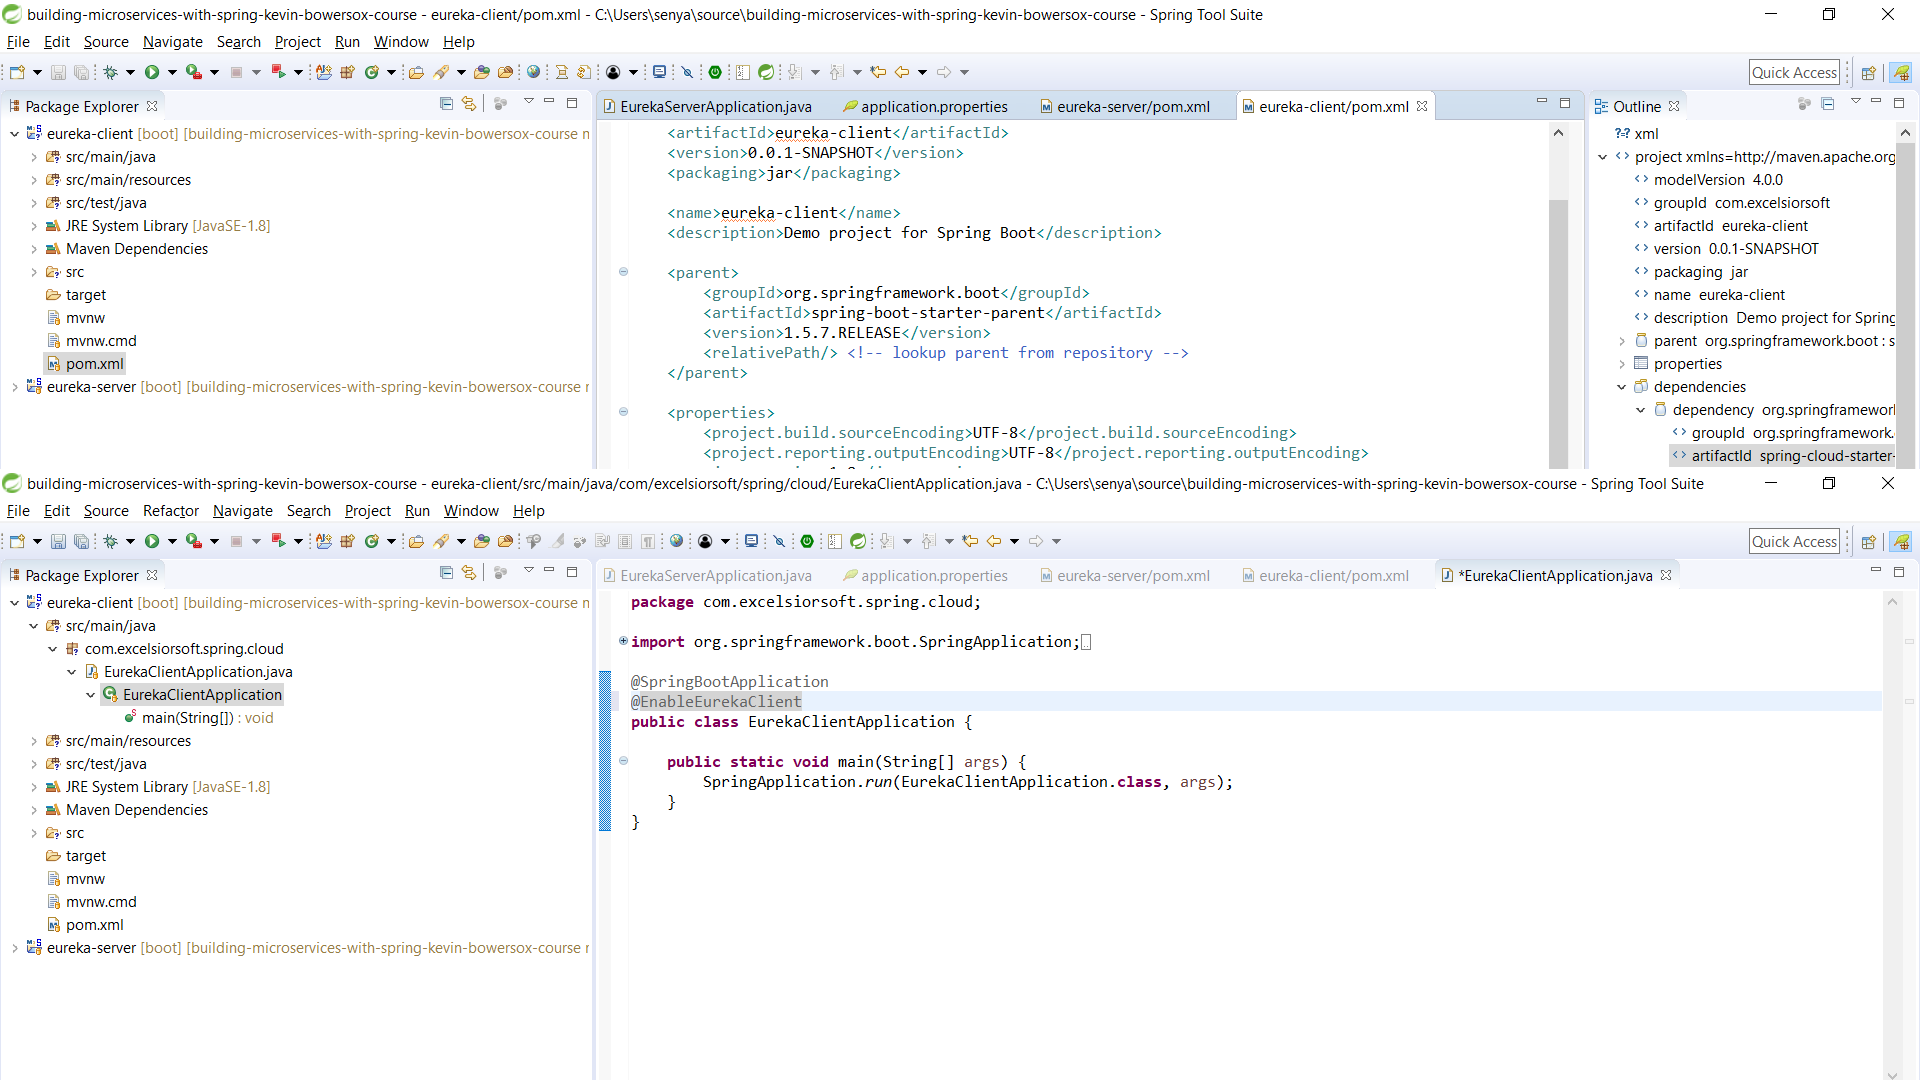 building-microservices-with-spring-kevin-bowersox-course - eureka-client/pom.xml - C:\Users\senya\source\building-microservices-with-spring-kevin-bowersox-course - Spring Tool Suite
File Edit Source Navigate Search Project Run Window Help
Quick Access
Package Explorer
eureka-client [boot] [building-microservices-with-spring-kevin-bowersox-course m
src/main/java
src/main/resources
src/test/java
JRE System Library [JavaSE-1.8]
Maven Dependencies
src
target
mvnw
mvnw.cmd
pom.xml
eureka-server [boot] [building-microservices-with-spring-kevin-bowersox-course
EurekaServerApplication.java application.properties eureka-server/pom.xml eureka-client/pom.xml
<artifactId>eureka-client</artifactId>
<version>0.0.1-SNAPSHOT</version>
<packaging>jar</packaging>
<name>eureka-client</name>
<description>Demo project for Spring Boot</description>
<parent>
<groupId>org.springframework.boot</groupId>
<artifactId>spring-boot-starter-parent</artifactId>
<version>1.5.7.RELEASE</version>
<relativePath/> <!-- lookup parent from repository -->
</parent>
<properties>
<project.build.sourceEncoding>UTF-8</project.build.sourceEncoding>
<project.reporting.outputEncoding>UTF-8</project.reporting.outputEncoding>
Outline
xml
project xmlns=http://maven.apache.org
modelVersion 4.0.0
groupId com.excelsiorsoft
artifactId eureka-client
version 0.0.1-SNAPSHOT
packaging jar
name eureka-client
description Demo project for Spring
parent org.springframework.boot : s
properties
dependencies
dependency org.springframework
groupId org.springframework.
artifactId spring-cloud-starter-
building-microservices-with-spring-kevin-bowersox-course - eureka-client/src/main/java/com/excelsiorsoft/spring/cloud/EurekaClientApplication.java - C:\Users\senya\source\building-microservices-with-spring-kevin-bowersox-course - Spring Tool Suite
File Edit Source Refactor Navigate Search Project Run Window Help
Quick Access
Package Explorer
eureka-client [boot] [building-microservices-with-spring-kevin-bowersox-course m
src/main/java
com.excelsiorsoft.spring.cloud
EurekaClientApplication.java
EurekaClientApplication
main(String[]) : void
src/main/resources
src/test/java
JRE System Library [JavaSE-1.8]
Maven Dependencies
src
target
mvnw
mvnw.cmd
pom.xml
eureka-server [boot] [building-microservices-with-spring-kevin-bowersox-course
EurekaServerApplication.java application.properties eureka-server/pom.xml eureka-client/pom.xml *EurekaClientApplication.java
package com.excelsiorsoft.spring.cloud;
import org.springframework.boot.SpringApplication;
@SpringBootApplication
@EnableEurekaClient
public class EurekaClientApplication {
public static void main(String[] args) {
SpringApplication.run(EurekaClientApplication.class, args);
}
}